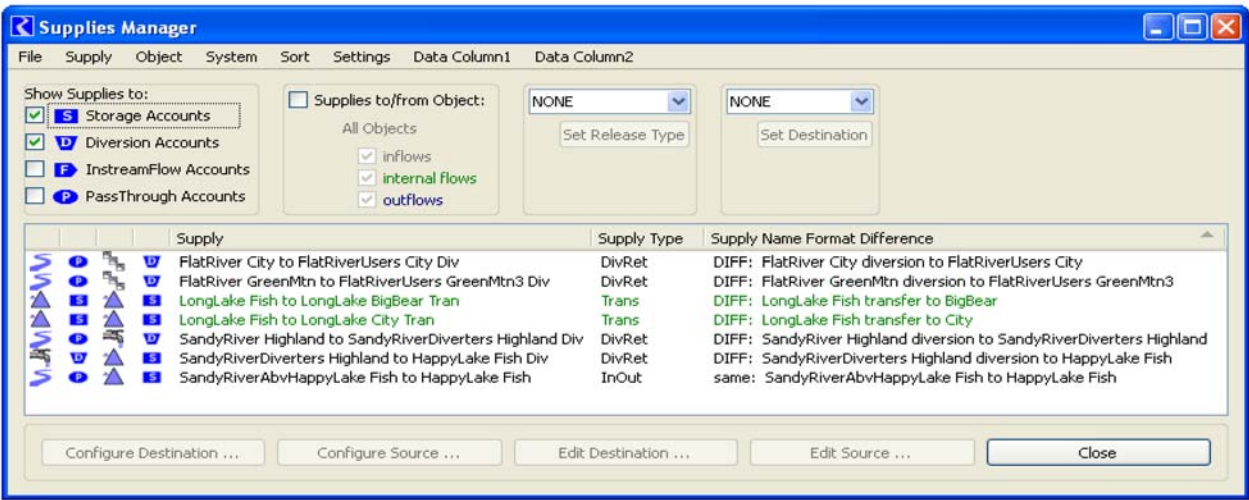 Supplies Manager
File Supply Object System Sort Settings Data Column1 Data Column2
Show Supplies to:
S Storage Accounts
D Diversion Accounts
F InstreamFlow Accounts
P PassThrough Accounts
Supplies to/from Object:
All Objects
inflows
internal flows
outflows
NONE
Set Release Type
NONE
Set Destination
Supply Supply Type Supply Name Format Difference
P D FlatRiver City to FlatRiverUsers City Div DivRet DIFF: FlatRiver City diversion to FlatRiverUsers City
P D FlatRiver GreenMtn to FlatRiverUsers GreenMtn3 Div DivRet DIFF: FlatRiver GreenMtn diversion to FlatRiverUsers GreenMtn3
S S LongLake Fish to LongLake BigBear Tran Trans DIFF: LongLake Fish transfer to BigBear
S S LongLake Fish to LongLake City Tran Trans DIFF: LongLake Fish transfer to City
P D SandyRiver Highland to SandyRiverDiverters Highland Div DivRet DIFF: SandyRiver Highland diversion to SandyRiverDiverters Highland
D S SandyRiverDiverters Highland to HappyLake Fish Div DivRet DIFF: SandyRiverDiverters Highland diversion to HappyLake Fish
P S SandyRiverAbvHappyLake Fish to HappyLake Fish InOut same: SandyRiverAbvHappyLake Fish to HappyLake Fish
Configure Destination ... Configure Source ... Edit Destination ... Edit Source ... Close